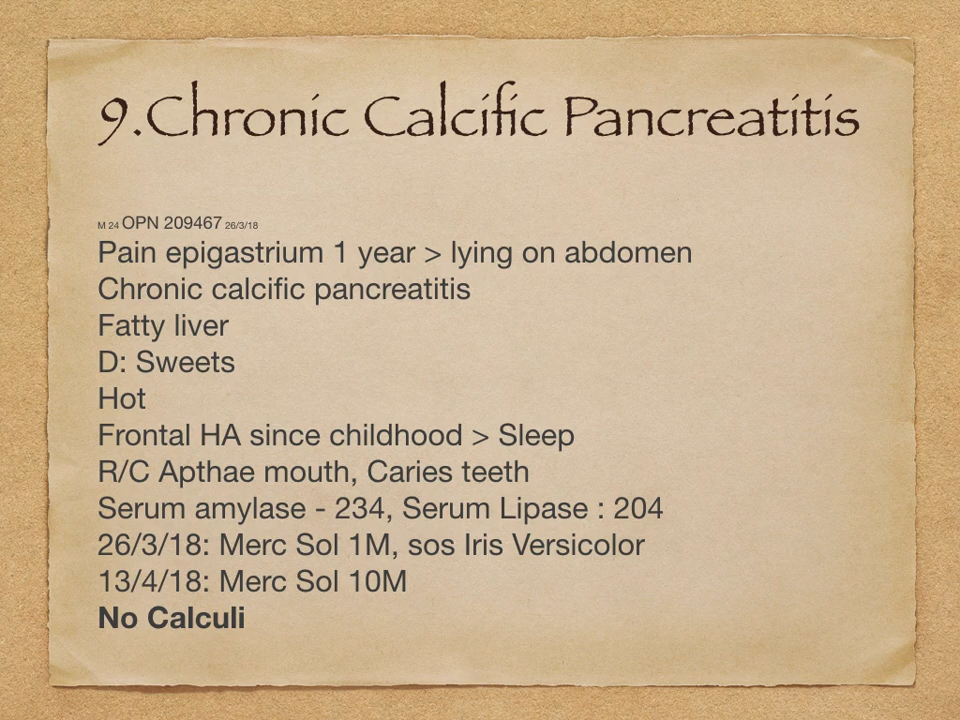 9.Chronic Calcific Pancreatitis
M 24 OPN 209467 26/3/18
Pain epigastrium 1 year > lying on abdomen
Chronic calcific pancreatitis
Fatty liver
D: Sweets
Hot
Frontal HA since childhood > Sleep
R/C Apthae mouth, Caries teeth
Serum amylase - 234, Serum Lipase : 204
26/3/18: Merc Sol 1M, sos Iris Versicolor
13/4/18: Merc Sol 10M
No Calculi